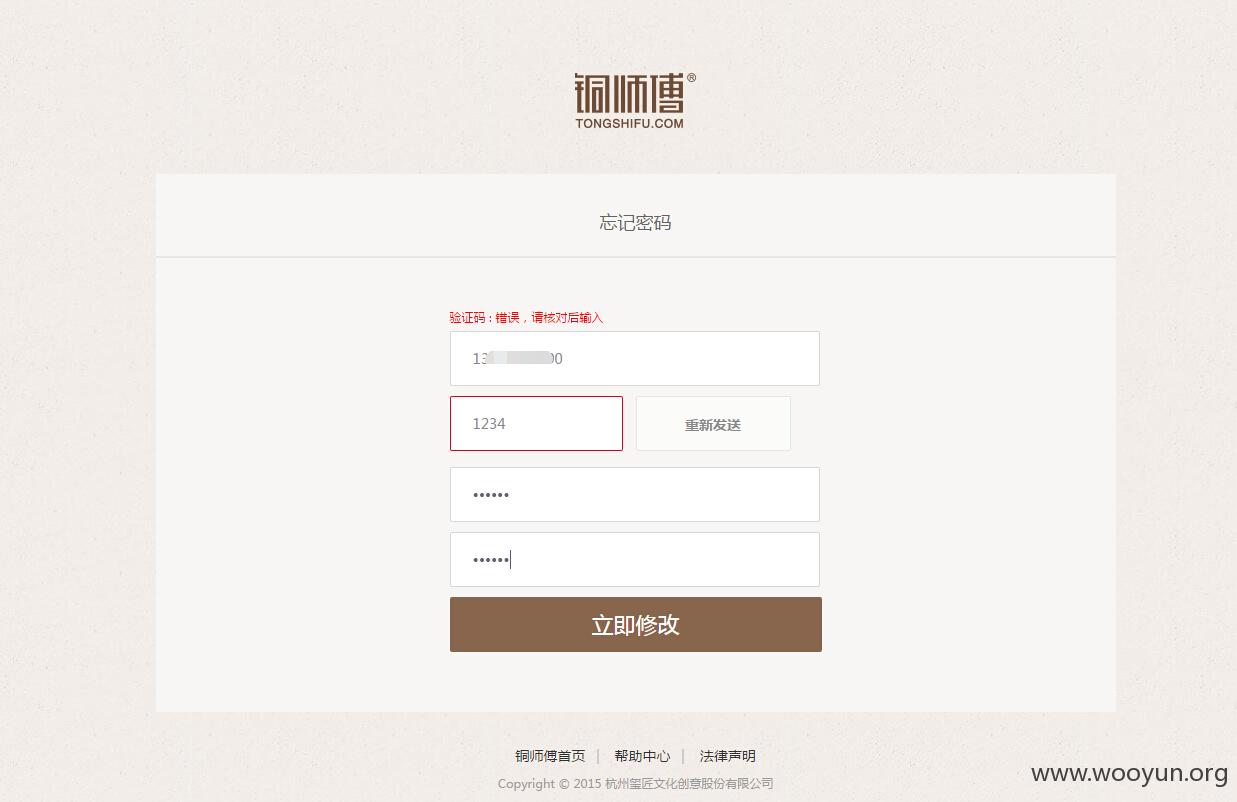 铜师傅®
TONGSHIFU.COM
忘记密码
验证码 : 错误，请核对后输入
1234 重新发送
••••••
••••••
立即修改
铜师傅首页 | 帮助中心 | 法律声明
Copyright © 2015 杭州玺匠文化创意股份有限公司
www.wooyun.org